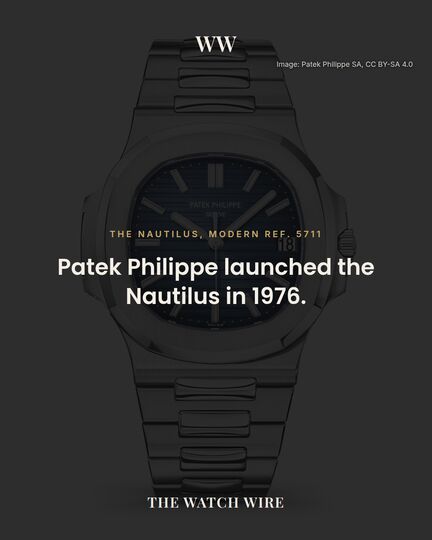 WW
Image: Patek Philippe SA, CC BY-SA 4.0
PATEK PHILIPPE
GENEVE
THE NAUTILUS, MODERN REF. 5711
18
Patek Philippe launched the
Nautilus in 1976.
THE WATCH WIRE